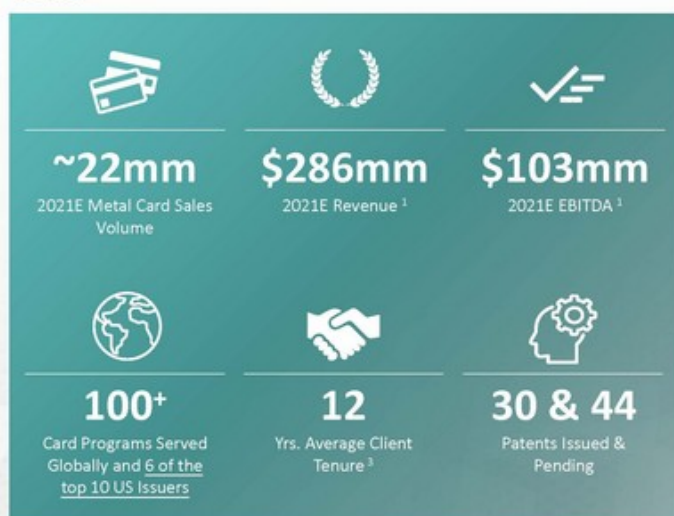 ~22mm
2021E Metal Card Sales
Volume
$286mm
2021E Revenue 1
$103mm
2021E EBITDA 1
100+
Card Programs Served
Globally and 6 of the
top 10 US Issuers
12
Yrs. Average Client
Tenure 3
30 & 44
Patents Issued &
Pending